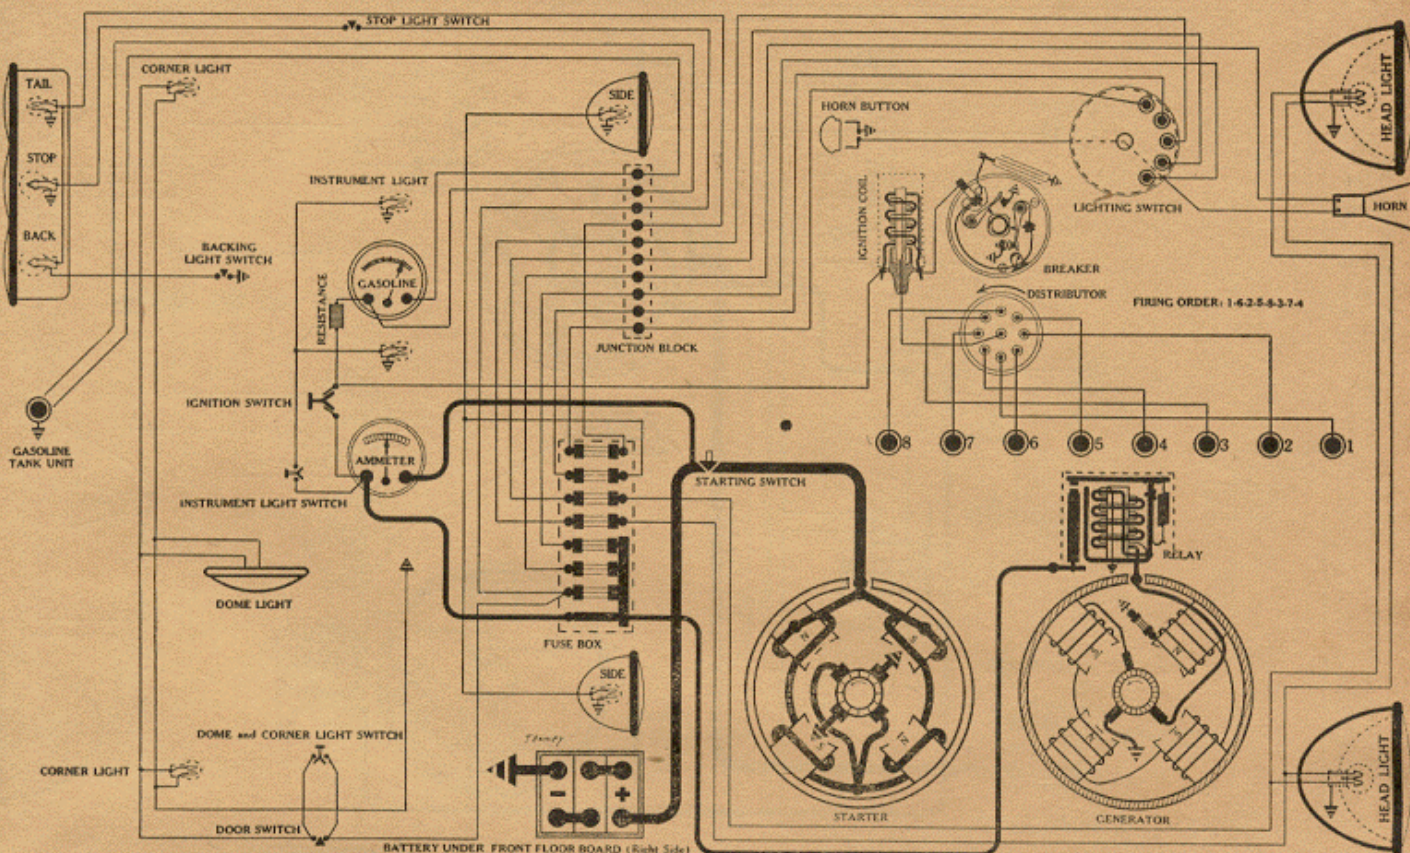 STOP LIGHT SWITCH
CORNER LIGHT
TAIL
SIDE
HEAD LIGHT
HORN BUTTON
STOP
INSTRUMENT LIGHT
IGNITION COIL
LIGHTING SWITCH
HORN
BACK
BACKING
LIGHT SWITCH
GASOLINE
BREAKER
RESISTANCE
DISTRIBUTOR
FIRING ORDER: 1-6-2-5-8-3-7-4
JUNCTION BLOCK
IGNITION SWITCH
GASOLINE
TANK UNIT
8 7 6 5 4 3 2 1
AMMETER
STARTING SWITCH
INSTRUMENT LIGHT SWITCH
RELAY
DOME LIGHT
FUSE BOX
N S
S N
S N
N S
SIDE
DOME and CORNER LIGHT SWITCH
CORNER LIGHT
- +
HEAD LIGHT
DOOR SWITCH
STARTER
GENERATOR
BATTERY UNDER FRONT FLOOR BOARD (Right Side)